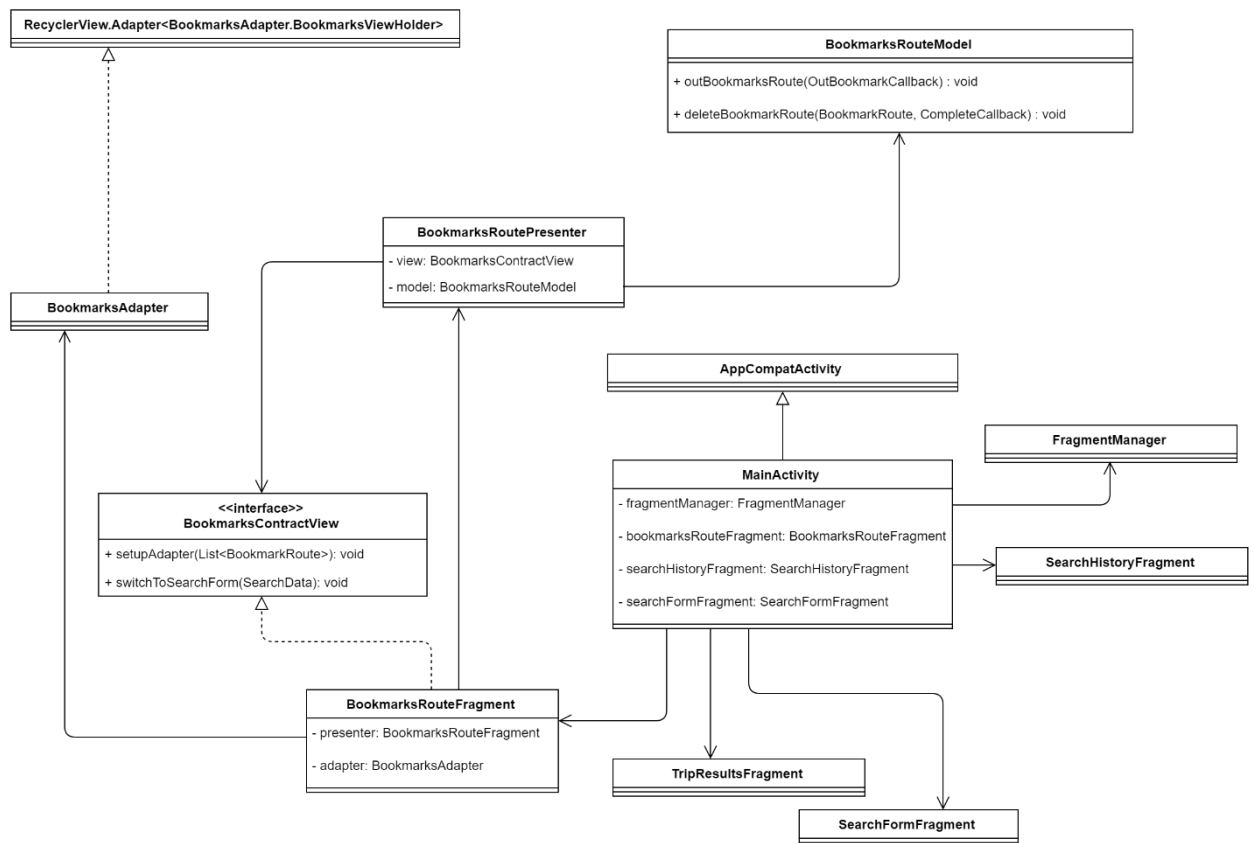 RecyclerView.Adapter<BookmarksAdapter.BookmarksViewHolder>
BookmarksRouteModel
+ outBookmarksRoute(OutBookmarkCallback) : void
+ deleteBookmarkRoute(BookmarkRoute, CompleteCallback) : void
BookmarksRoutePresenter
- view: BookmarksContractView
- model: BookmarksRouteModel
BookmarksAdapter
AppCompatActivity
FragmentManager
MainActivity
- fragmentManager: FragmentManager
- bookmarksRouteFragment: BookmarksRouteFragment
- searchHistoryFragment: SearchHistoryFragment
- searchFormFragment: SearchFormFragment
<<interface>>
BookmarksContractView
+ setupAdapter(List<BookmarkRoute>): void
+ switchToSearchForm(SearchData): void
SearchHistoryFragment
BookmarksRouteFragment
- presenter: BookmarksRouteFragment
- adapter: BookmarksAdapter
TripResultsFragment
SearchFormFragment